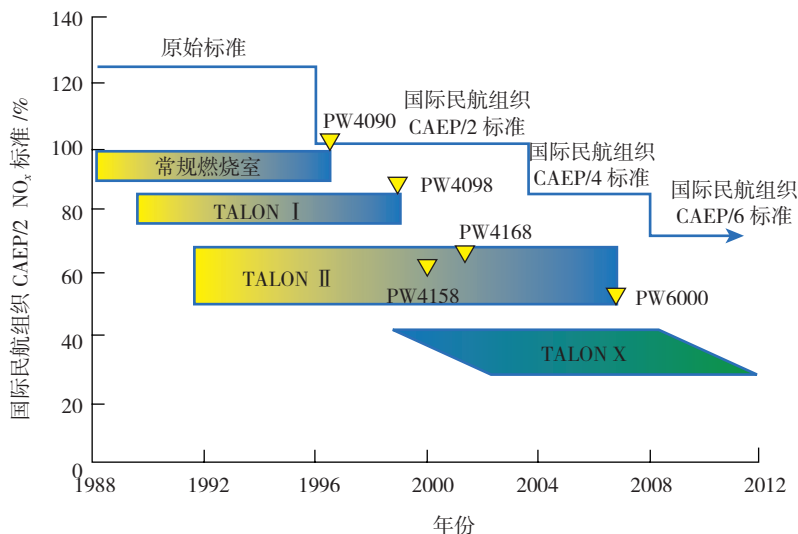 140
120
100
80
60
40
20
0
国际民航组织 CAEP/2 NOx 标准 /%
原始标准
PW4090
国际民航组织
CAEP/2 标准
国际民航组织
CAEP/4 标准
国际民航组织
CAEP/6 标准
常规燃烧室
PW4098
TALON Ⅰ
PW4168
TALON Ⅱ
PW4158
PW6000
TALON X
1988
1992
1996
2000
2004
2008
2012
年份